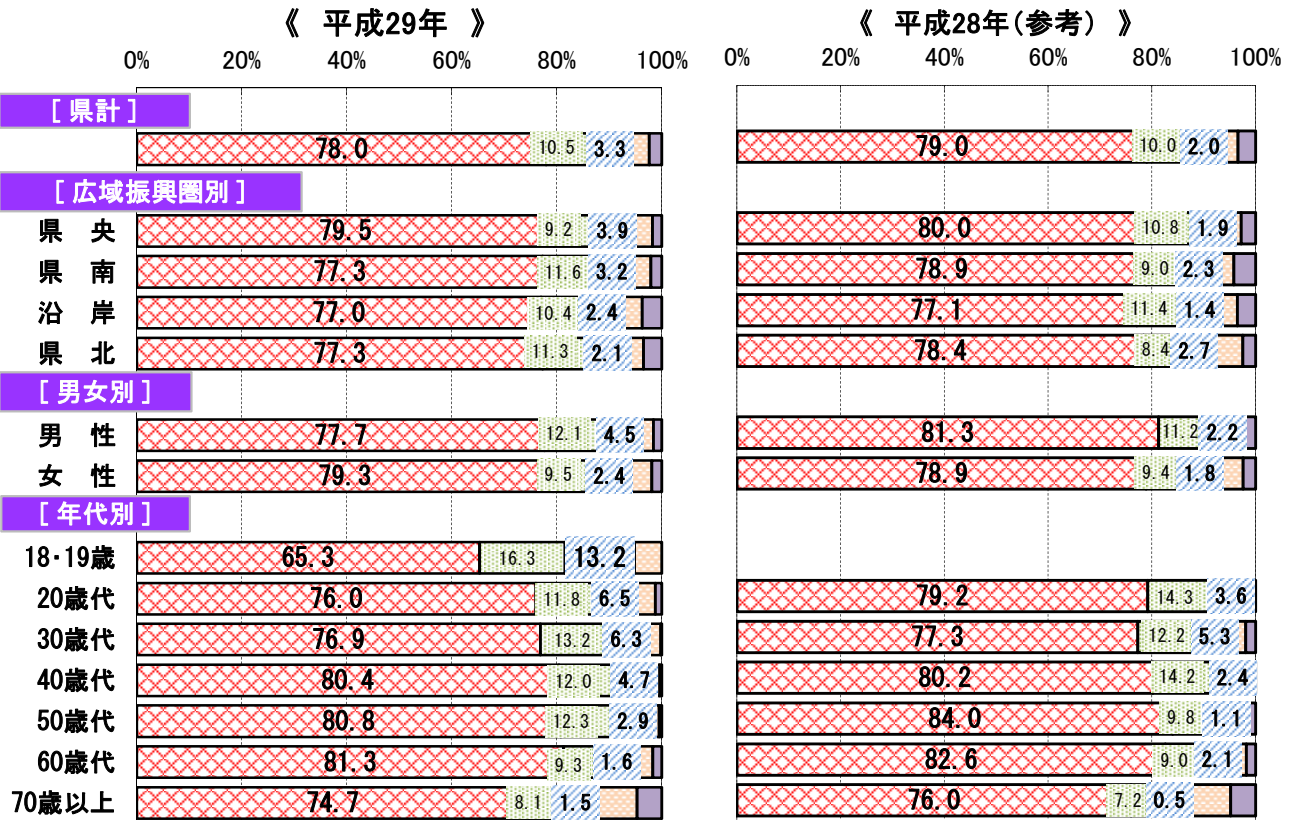 《 平成29年 》 《 平成28年（参考） 》
0% 20% 40% 60% 80% 100% 0% 20% 40% 60% 80% 100%
[ 県計 ]
78.0 10.5 3.3 79.0 10.0 2.0
[ 広域振興圏別 ]
県 央 79.5 9.2 3.9 80.0 10.8 1.9
県 南 77.3 11.6 3.2 78.9 9.0 2.3
沿 岸 77.0 10.4 2.4 77.1 11.4 1.4
県 北 77.3 11.3 2.1 78.4 8.4 2.7
[ 男女別 ]
男 性 77.7 12.1 4.5 81.3 11.2 2.2
女 性 79.3 9.5 2.4 78.9 9.4 1.8
[ 年代別 ]
18･19歳 65.3 16.3 13.2
20歳代 76.0 11.8 6.5 79.2 14.3 3.6
30歳代 76.9 13.2 6.3 77.3 12.2 5.3
40歳代 80.4 12.0 4.7 80.2 14.2 2.4
50歳代 80.8 12.3 2.9 84.0 9.8 1.1
60歳代 81.3 9.3 1.6 82.6 9.0 2.1
70歳以上 74.7 8.1 1.5 76.0 7.2 0.5